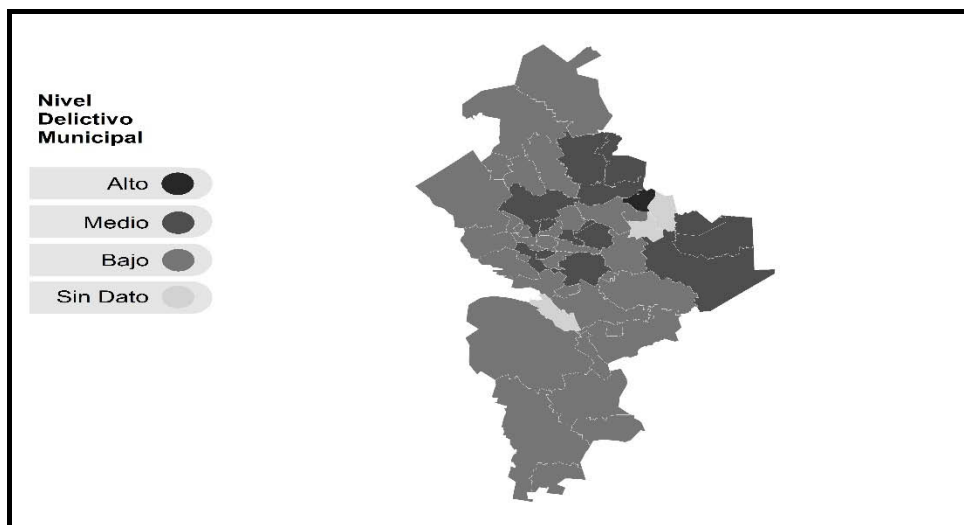 Nivel
Delictivo
Municipal
Alto
Medio
Bajo
Sin Dato